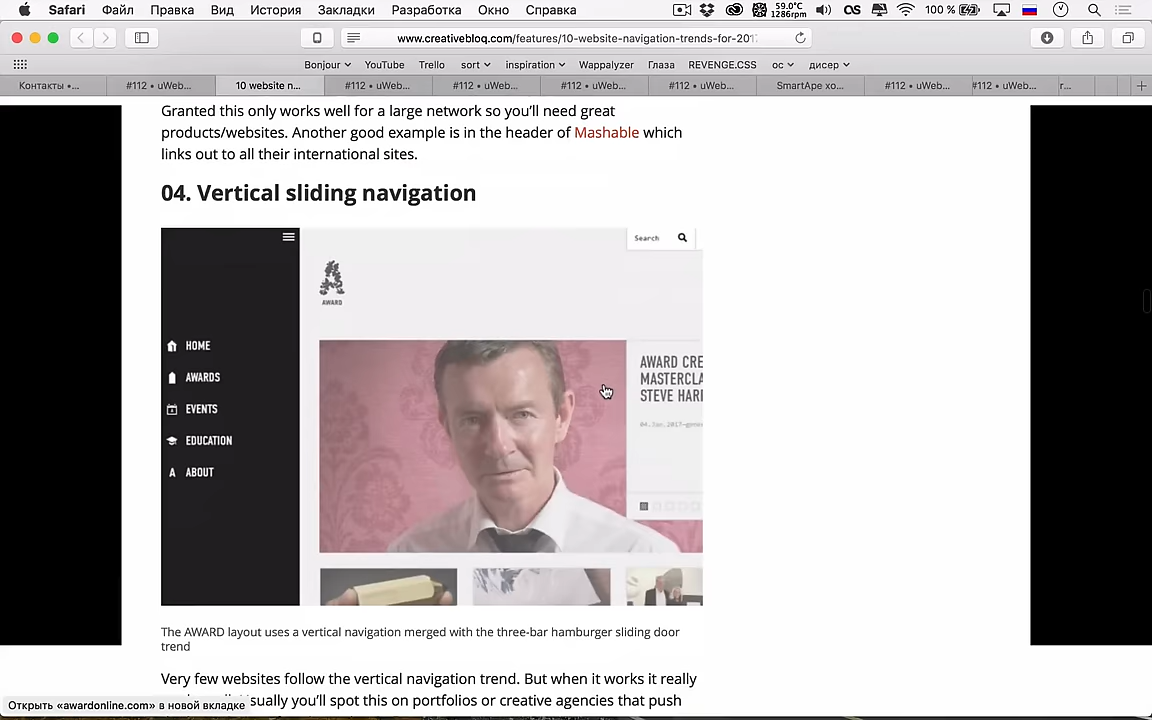 Safari Файл Правка Вид История Закладки Разработка Окно Справка 59.0°C 1286rpm 100 %
www.creativebloq.com/features/10-website-navigation-trends-for-201
Bonjour YouTube Trello sort inspiration Wappalyzer Глаза REVENGE.CSS ос дисер
Контакты •... #112 • uWeb... 10 website n... #112 • uWeb... #112 • uWeb... #112 • uWeb... #112 • uWeb... SmartApe хо... #112 • uWeb... #112 • uWeb... r...
Granted this only works well for a large network so you’ll need great
products/websites. Another good example is in the header of Mashable which
links out to all their international sites.
04. Vertical sliding navigation
Search
AWARD
HOME
AWARDS
EVENTS
EDUCATION
A ABOUT
AWARD CRE
MASTERCLA
STEVE HAR
The AWARD layout uses a vertical navigation merged with the three-bar hamburger sliding door
trend
Very few websites follow the vertical navigation trend. But when it works it really
sually you’ll spot this on portfolios or creative agencies that push
Открыть «awardonline.com» в новой вкладке